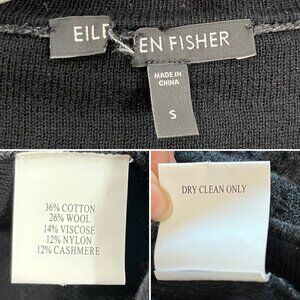 EILE EN FISHER
MADE IN
CHINA
S
36% COTTON
26% WOOL
14% VISCOSE
12% NYLON
12% CASHMERE
DRY CLEAN ONLY